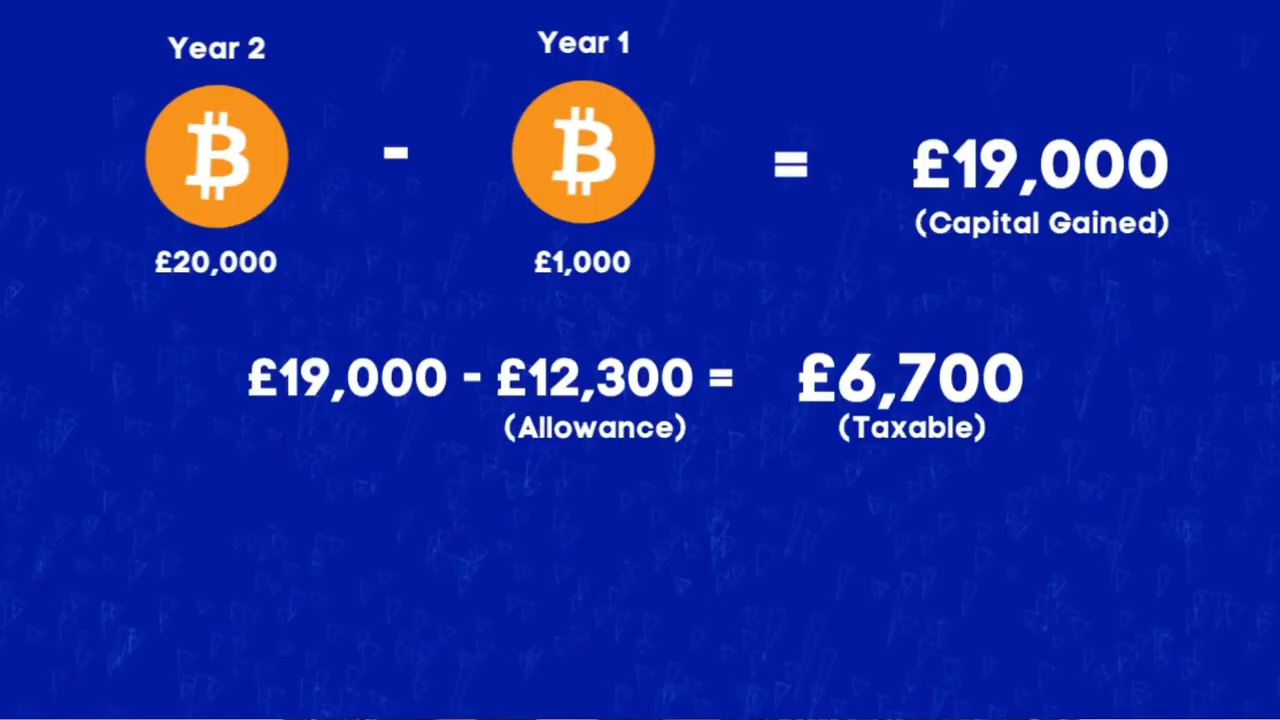 Year 2
Year 1
-
=
£19,000
(Capital Gained)
£20,000
£1,000
£19,000 - £12,300 = £6,700
(Allowance)
(Taxable)